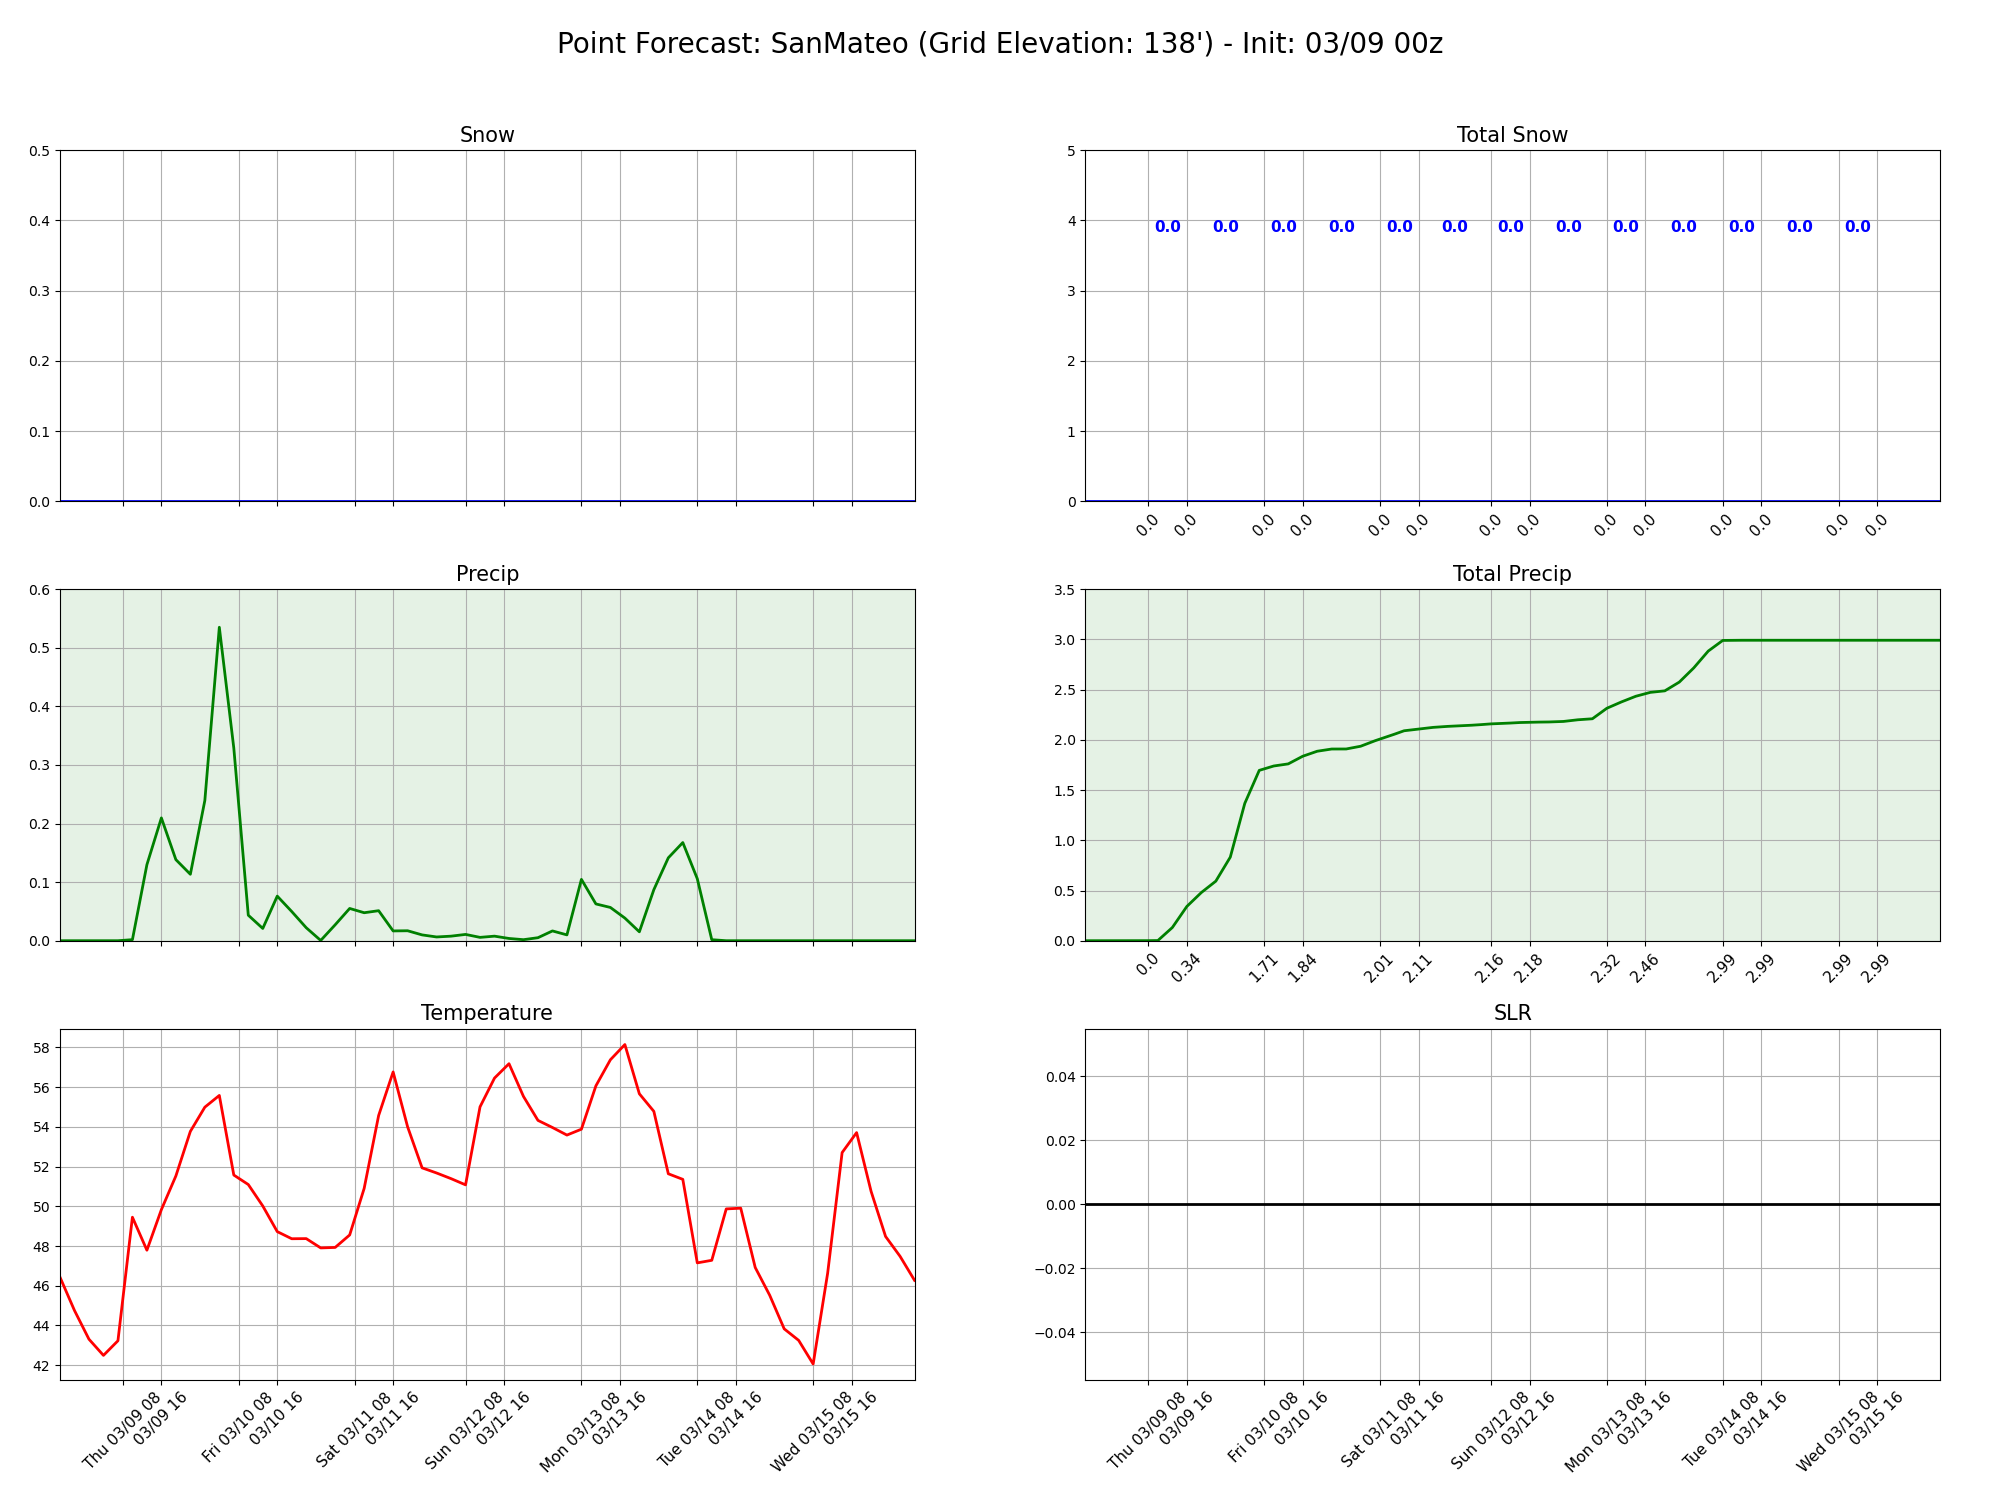 Point Forecast: SanMateo (Grid Elevation: 138') - Init: 03/09 00z
Snow
0.5
0.4
0.3
0.2
0.1
0.0
Total Snow
5
4
3
2
1
0
0.0 0.0 0.0 0.0 0.0 0.0 0.0 0.0 0.0 0.0 0.0 0.0 0.0
0.0 0.0 0.0 0.0 0.0 0.0 0.0 0.0 0.0 0.0 0.0 0.0 0.0 0.0
Precip
0.6
0.5
0.4
0.3
0.2
0.1
0.0
Total Precip
3.5
3.0
2.5
2.0
1.5
1.0
0.5
0.0
0.0 0.34 1.71 1.84 2.01 2.11 2.16 2.18 2.32 2.46 2.99 2.99 2.99 2.99
Temperature
58
56
54
52
50
48
46
44
42
Thu 03/09 08
03/09 16
Fri 03/10 08
03/10 16
Sat 03/11 08
03/11 16
Sun 03/12 08
03/12 16
Mon 03/13 08
03/13 16
Tue 03/14 08
03/14 16
Wed 03/15 08
03/15 16
SLR
0.04
0.02
0.00
−0.02
−0.04
Thu 03/09 08
03/09 16
Fri 03/10 08
03/10 16
Sat 03/11 08
03/11 16
Sun 03/12 08
03/12 16
Mon 03/13 08
03/13 16
Tue 03/14 08
03/14 16
Wed 03/15 08
03/15 16